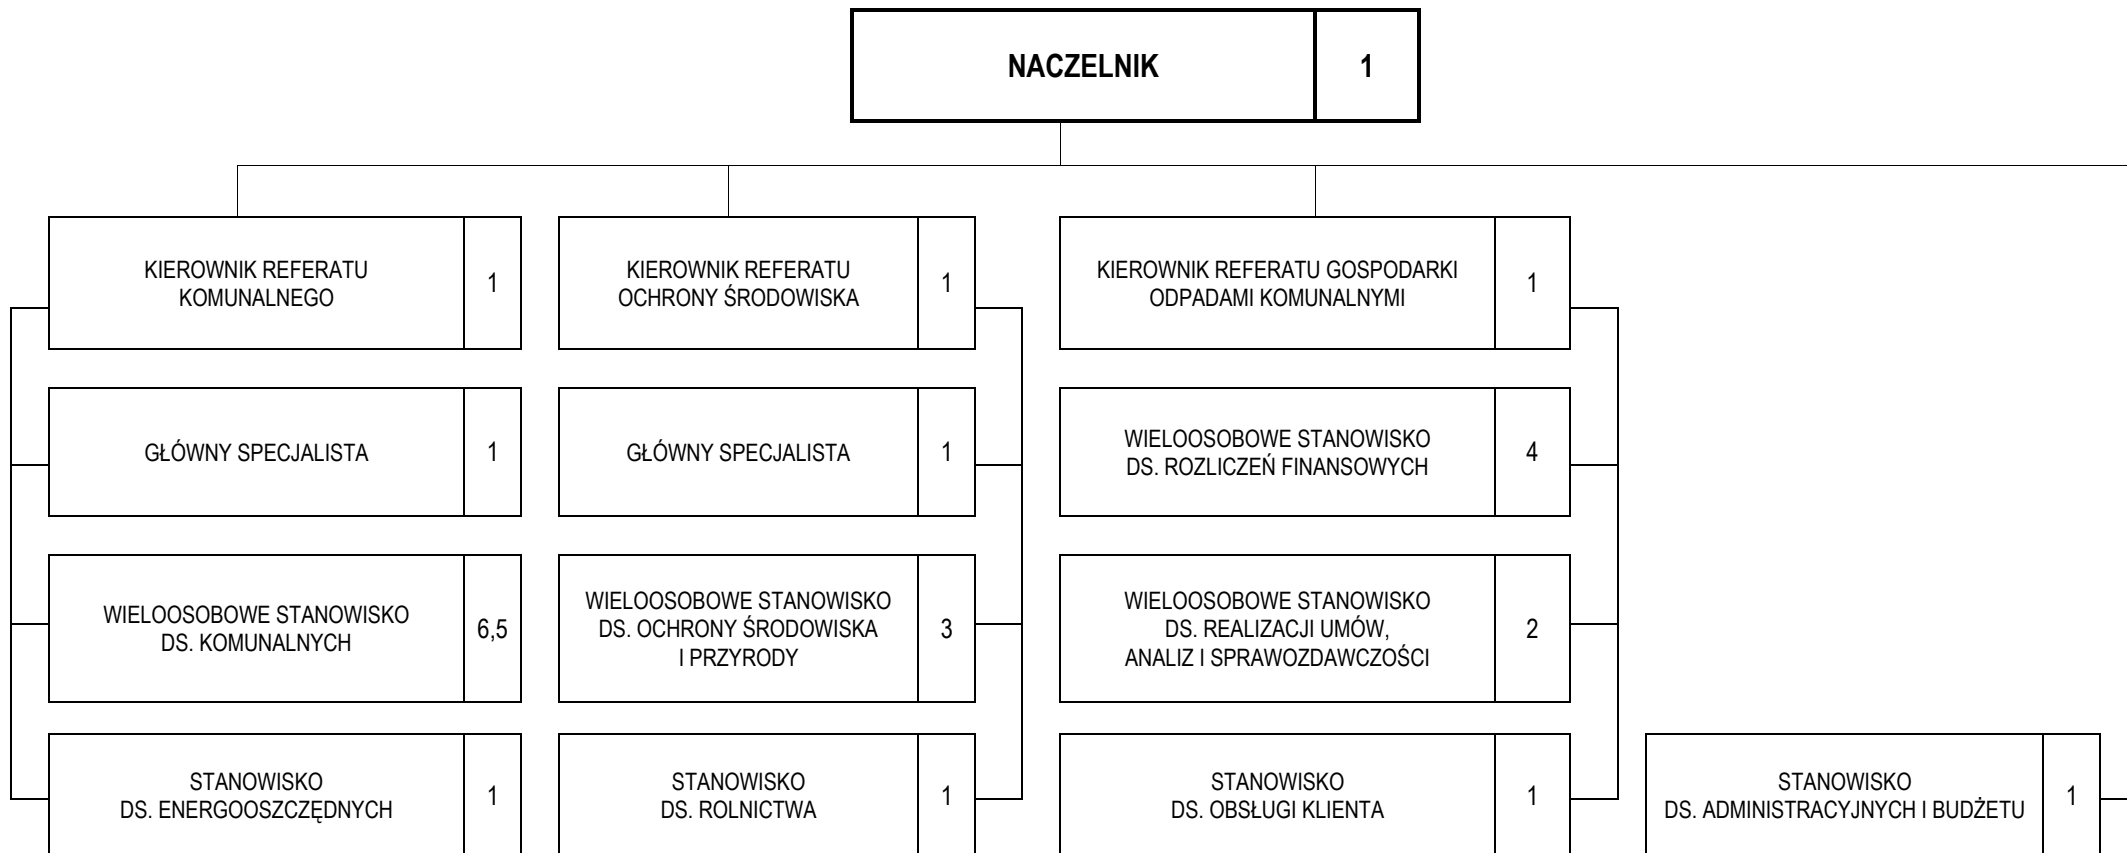 NACZELNIK 1
KIEROWNIK REFERATU
KOMUNALNEGO
1
KIEROWNIK REFERATU
OCHRONY ŚRODOWISKA
1
KIEROWNIK REFERATU GOSPODARKI
ODPADAMI KOMUNALNYMI
1
GŁÓWNY SPECJALISTA 1
GŁÓWNY SPECJALISTA 1
WIELOOSOBOWE STANOWISKO
DS. ROZLICZEŃ FINANSOWYCH
4
WIELOOSOBOWE STANOWISKO
DS. KOMUNALNYCH
6,5
WIELOOSOBOWE STANOWISKO
DS. OCHRONY ŚRODOWISKA
I PRZYRODY
3
WIELOOSOBOWE STANOWISKO
DS. REALIZACJI UMÓW,
ANALIZ I SPRAWOZDAWCZOŚCI
2
STANOWISKO
DS. ENERGOOSZCZĘDNYCH
1
STANOWISKO
DS. ROLNICTWA
1
STANOWISKO
DS. OBSŁUGI KLIENTA
1
STANOWISKO
DS. ADMINISTRACYJNYCH I BUDŻETU
1